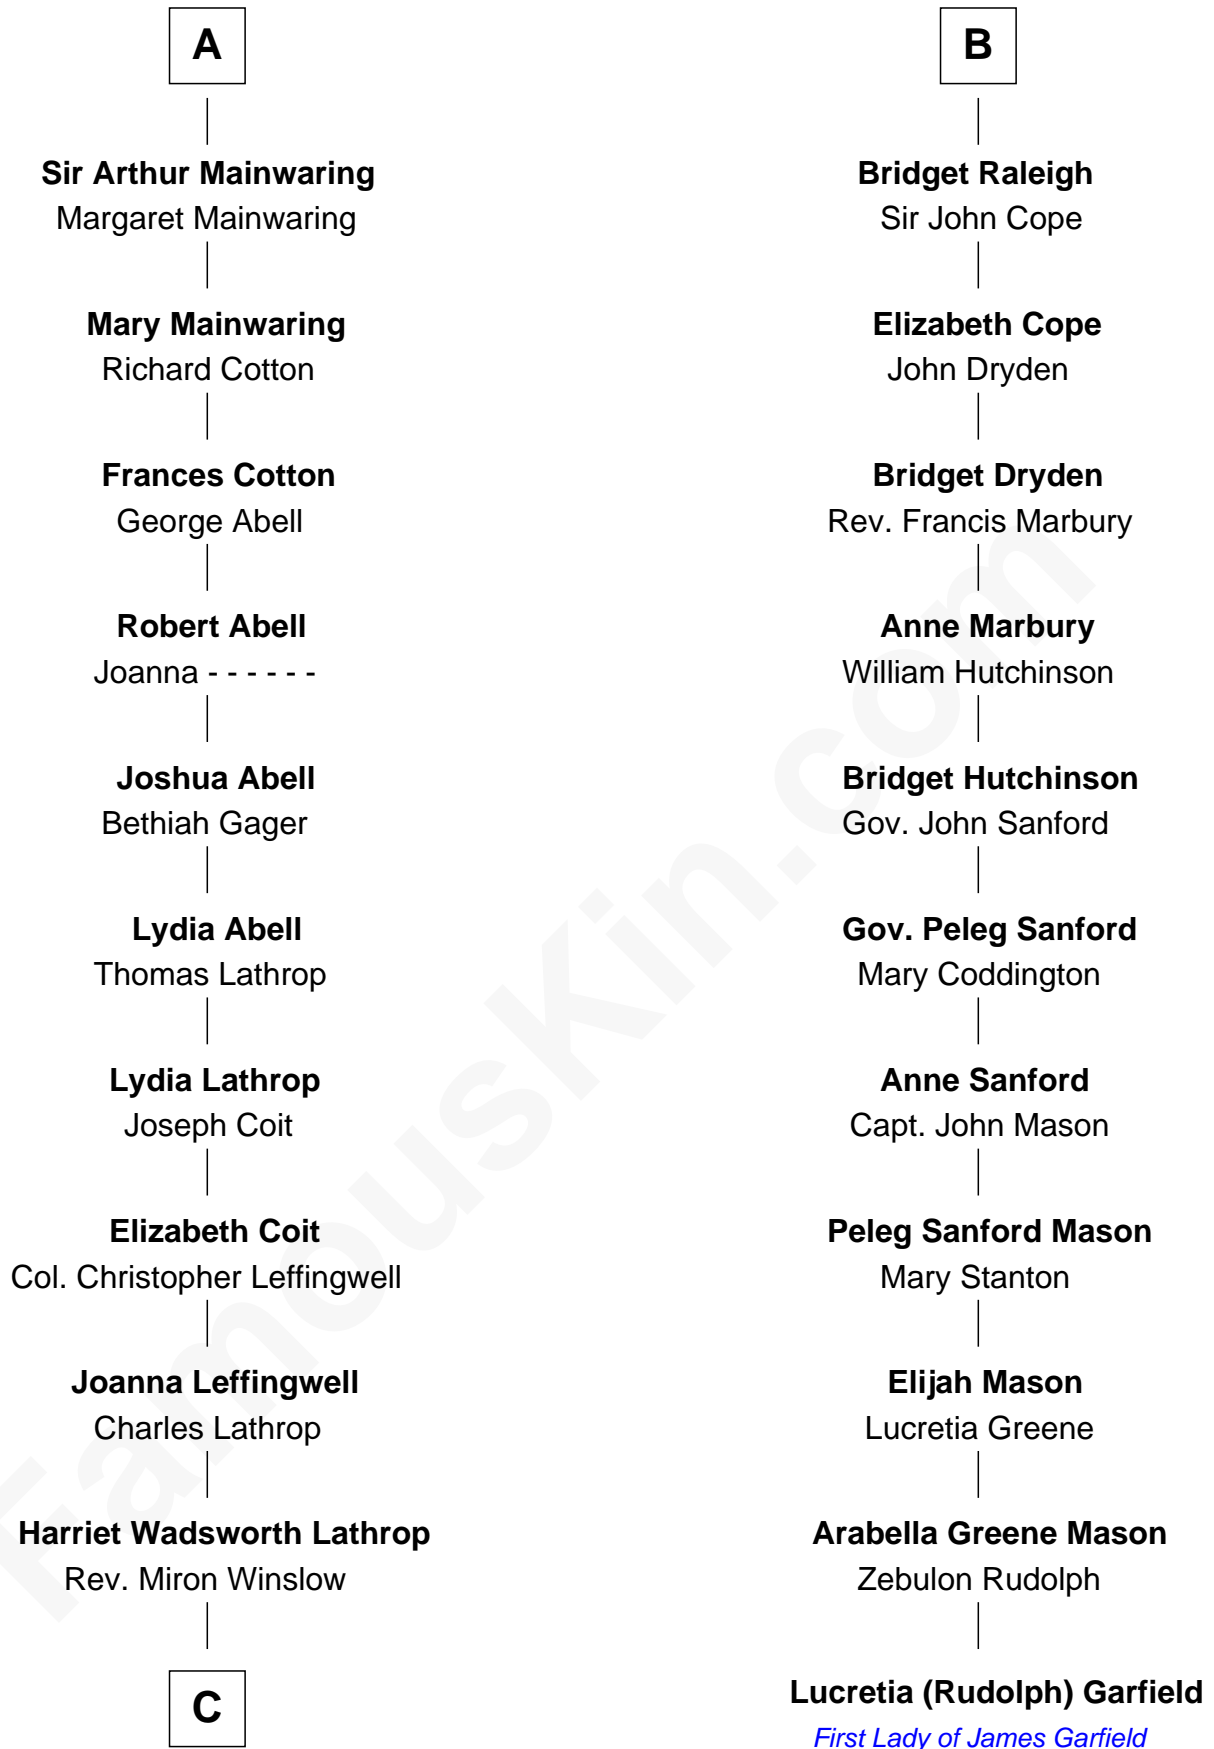 A
Sir Arthur Mainwaring
Margaret Mainwaring
Mary Mainwaring
Richard Cotton
Frances Cotton
George Abell
Robert Abell
Joanna - - - - - -
Joshua Abell
Bethiah Gager
Lydia Abell
Thomas Lathrop
Lydia Lathrop
Joseph Coit
Elizabeth Coit
Col. Christopher Leffingwell
Joanna Leffingwell
Charles Lathrop
Harriet Wadsworth Lathrop
Rev. Miron Winslow
C
B
Bridget Raleigh
Sir John Cope
Elizabeth Cope
John Dryden
Bridget Dryden
Rev. Francis Marbury
Anne Marbury
William Hutchinson
Bridget Hutchinson
Gov. John Sanford
Gov. Peleg Sanford
Mary Coddington
Anne Sanford
Capt. John Mason
Peleg Sanford Mason
Mary Stanton
Elijah Mason
Lucretia Greene
Arabella Greene Mason
Zebulon Rudolph
Lucretia (Rudolph) Garfield
First Lady of James Garfield
FamousKin.com